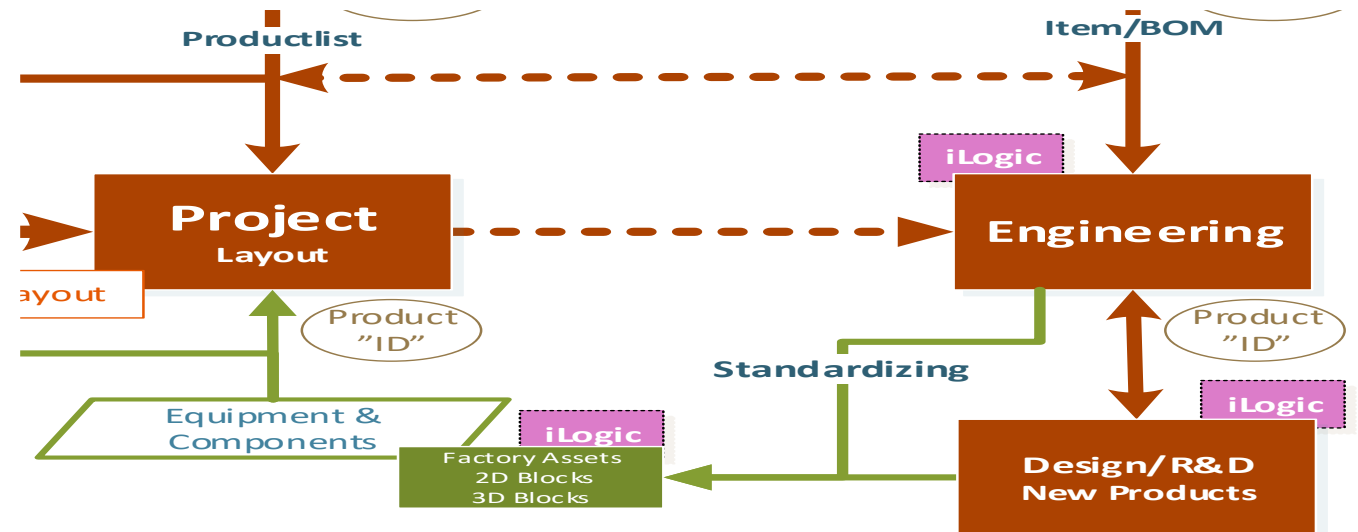 Productlist
Item/BOM
iLogic
Project
Layout
Engineering
ayout
Product
”ID”
Product
”ID”
Standardizing
iLogic
Equipment &
Components
iLogic
Factory Assets
2D Blocks
3D Blocks
Design/R&D
New Products